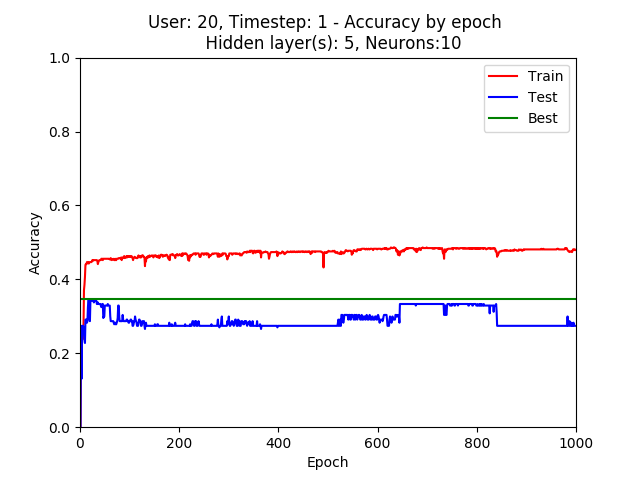 User: 20, Timestep: 1 - Accuracy by epoch
Hidden layer(s): 5, Neurons:10
1.0
0.8
0.6
0.4
0.2
0.0
Accuracy
Train
Test
Best
0
200
400
600
800
1000
Epoch